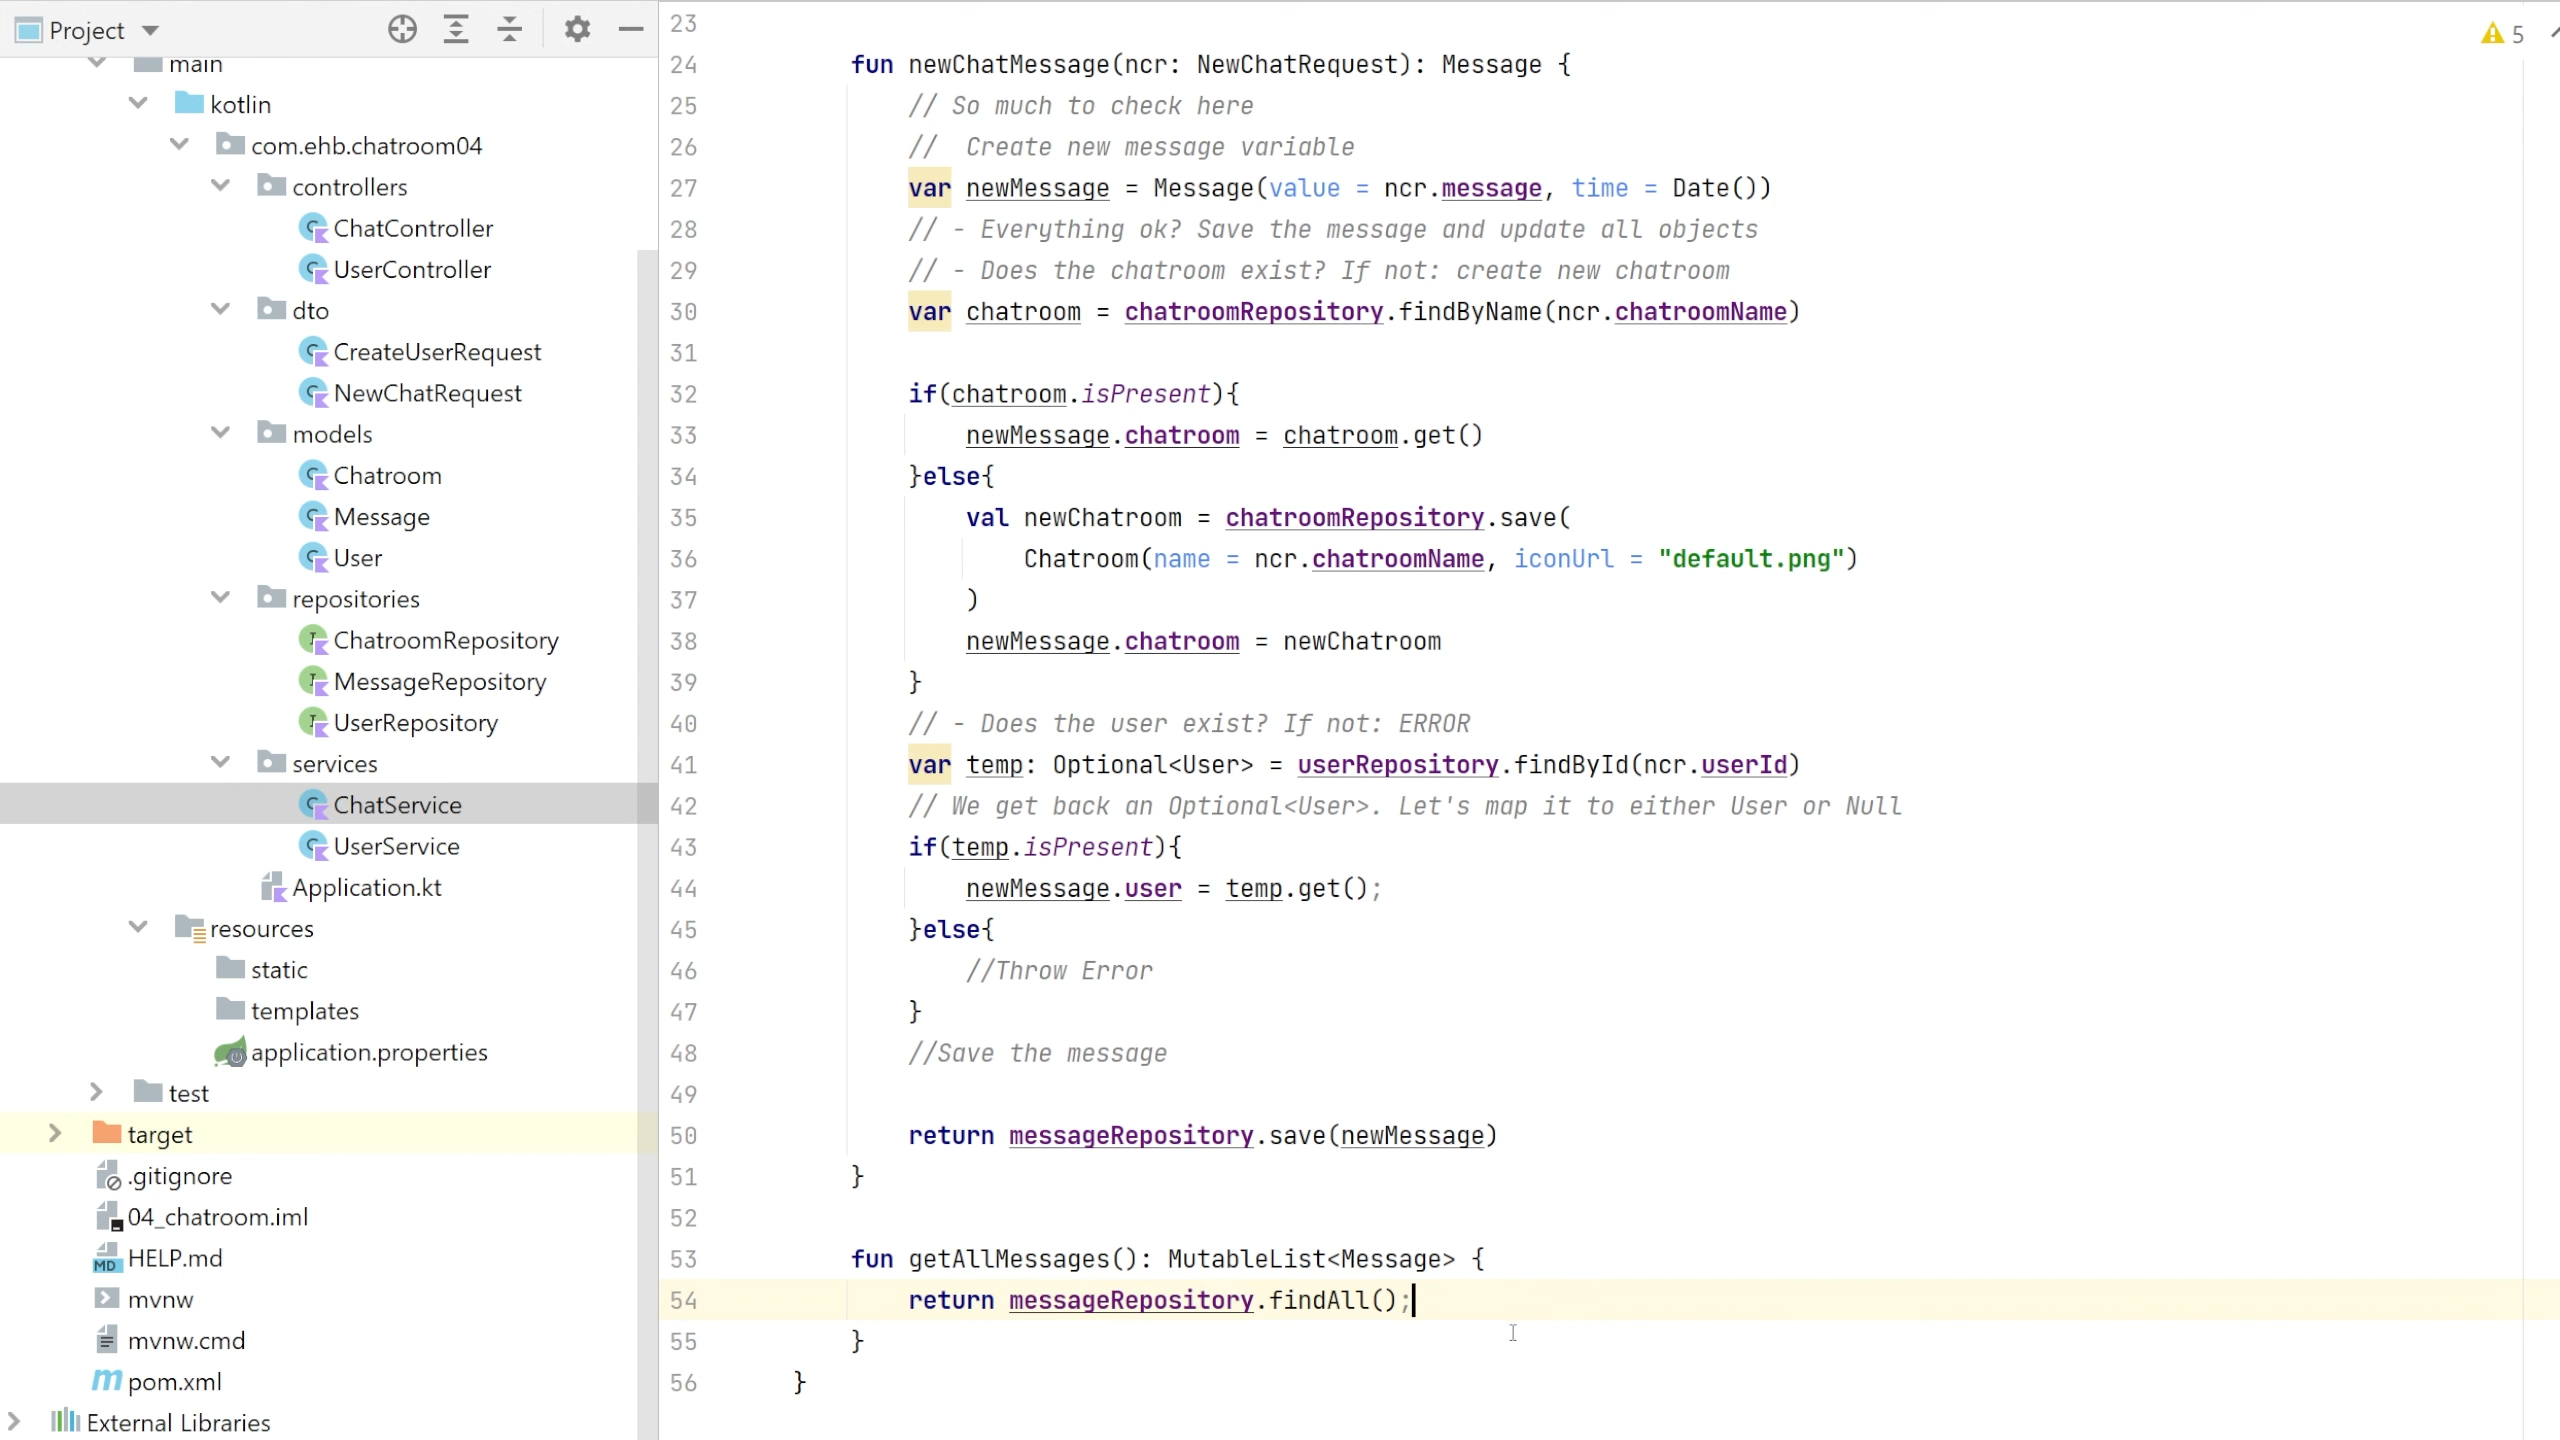 Project
main
kotlin
com.ehb.chatroom04
controllers
ChatController
UserController
dto
CreateUserRequest
NewChatRequest
models
Chatroom
Message
User
repositories
ChatroomRepository
MessageRepository
UserRepository
services
ChatService
UserService
Application.kt
resources
static
templates
application.properties
test
target
.gitignore
04_chatroom.iml
HELP.md
mvnw
mvnw.cmd
pom.xml
External Libraries
5
23
24 fun newChatMessage(ncr: NewChatRequest): Message {
25 // So much to check here
26 //  Create new message variable
27 var newMessage = Message(value = ncr.message, time = Date())
28 // - Everything ok? Save the message and update all objects
29 // - Does the chatroom exist? If not: create new chatroom
30 var chatroom = chatroomRepository.findByName(ncr.chatroomName)
31
32 if(chatroom.isPresent){
33 newMessage.chatroom = chatroom.get()
34 }else{
35 val newChatroom = chatroomRepository.save(
36 Chatroom(name = ncr.chatroomName, iconUrl = "default.png")
37 )
38 newMessage.chatroom = newChatroom
39 }
40 // - Does the user exist? If not: ERROR
41 var temp: Optional<User> = userRepository.findById(ncr.userId)
42 // We get back an Optional<User>. Let's map it to either User or Null
43 if(temp.isPresent){
44 newMessage.user = temp.get();
45 }else{
46 //Throw Error
47 }
48 //Save the message
49
50 return messageRepository.save(newMessage)
51 }
52
53 fun getAllMessages(): MutableList<Message> {
54 return messageRepository.findAll();
55 }
56 }